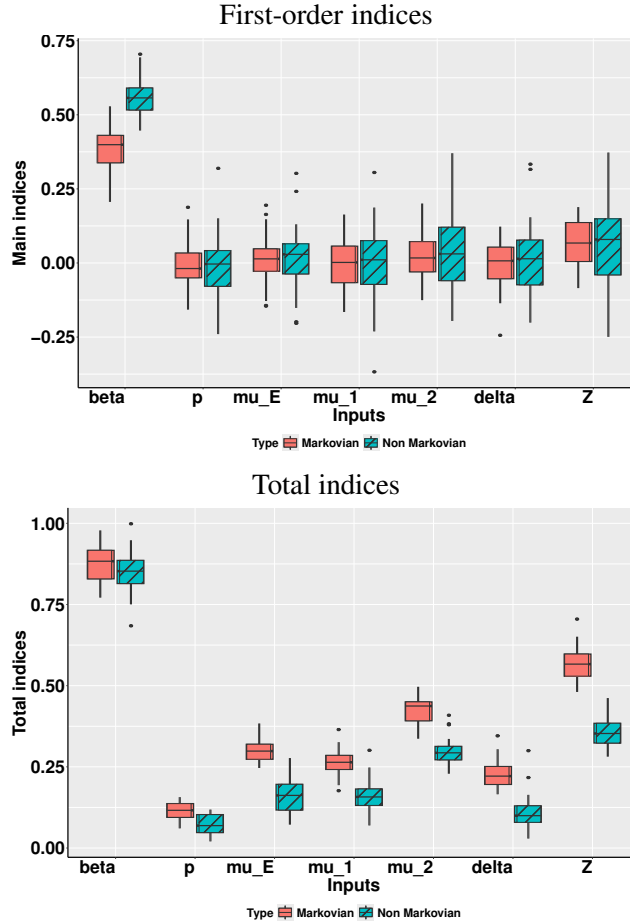 First-order indices
Main indices
0.75
0.50
0.25
0.00
−0.25
beta p mu_E mu_1 mu_2 delta Z
Inputs
Type Markovian Non Markovian
Total indices
Total indices
1.00
0.75
0.50
0.25
0.00
beta p mu_E mu_1 mu_2 delta Z
Inputs
Type Markovian Non Markovian